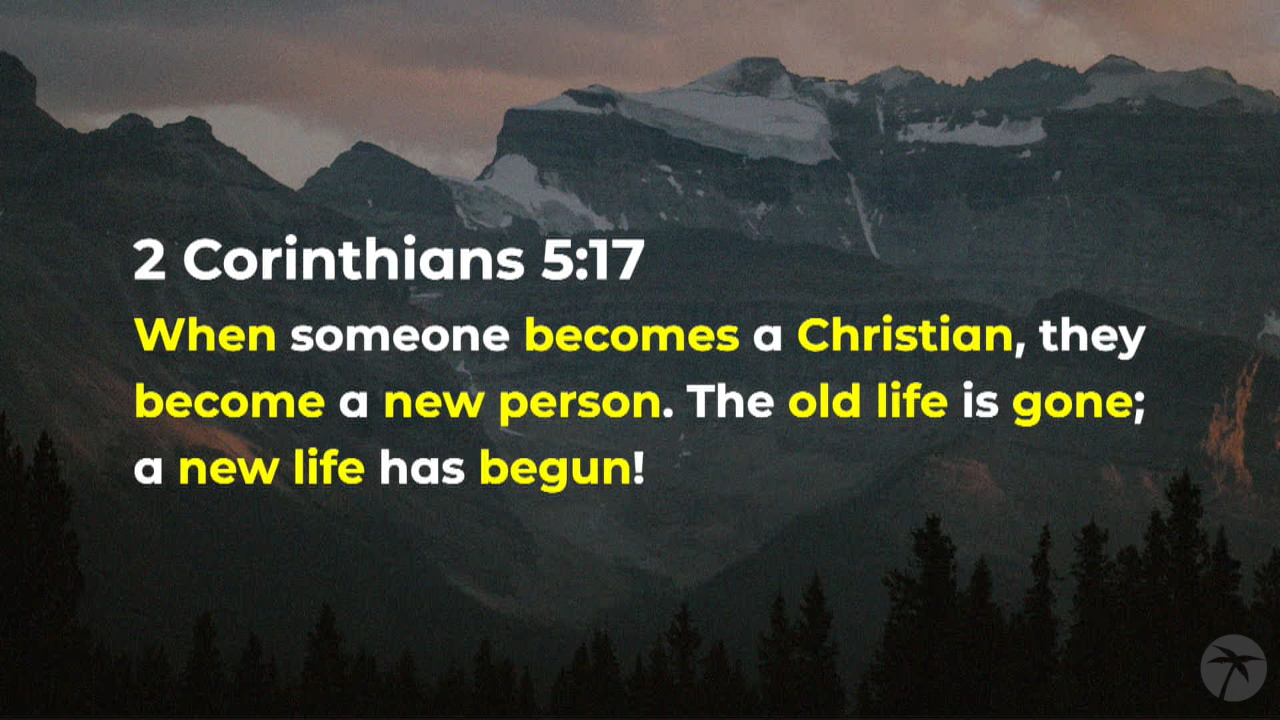 2 Corinthians 5:17
When someone becomes a Christian, they
become a new person. The old life is gone;
a new life has begun!